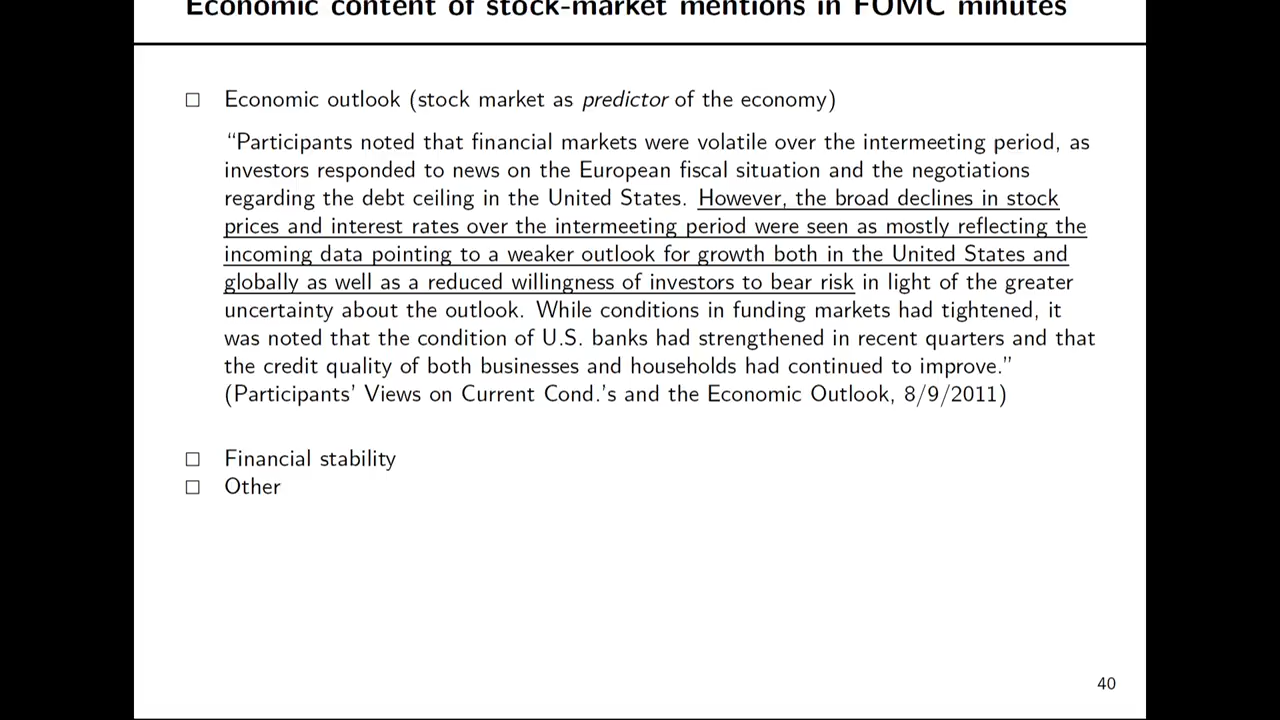 Economic content of stock-market mentions in FOMC minutes
Economic outlook (stock market as predictor of the economy)
“Participants noted that financial markets were volatile over the intermeeting period, as
investors responded to news on the European fiscal situation and the negotiations
regarding the debt ceiling in the United States. However, the broad declines in stock
prices and interest rates over the intermeeting period were seen as mostly reflecting the
incoming data pointing to a weaker outlook for growth both in the United States and
globally as well as a reduced willingness of investors to bear risk in light of the greater
uncertainty about the outlook. While conditions in funding markets had tightened, it
was noted that the condition of U.S. banks had strengthened in recent quarters and that
the credit quality of both businesses and households had continued to improve.”
(Participants’ Views on Current Cond.’s and the Economic Outlook, 8/9/2011)
Financial stability
Other
40